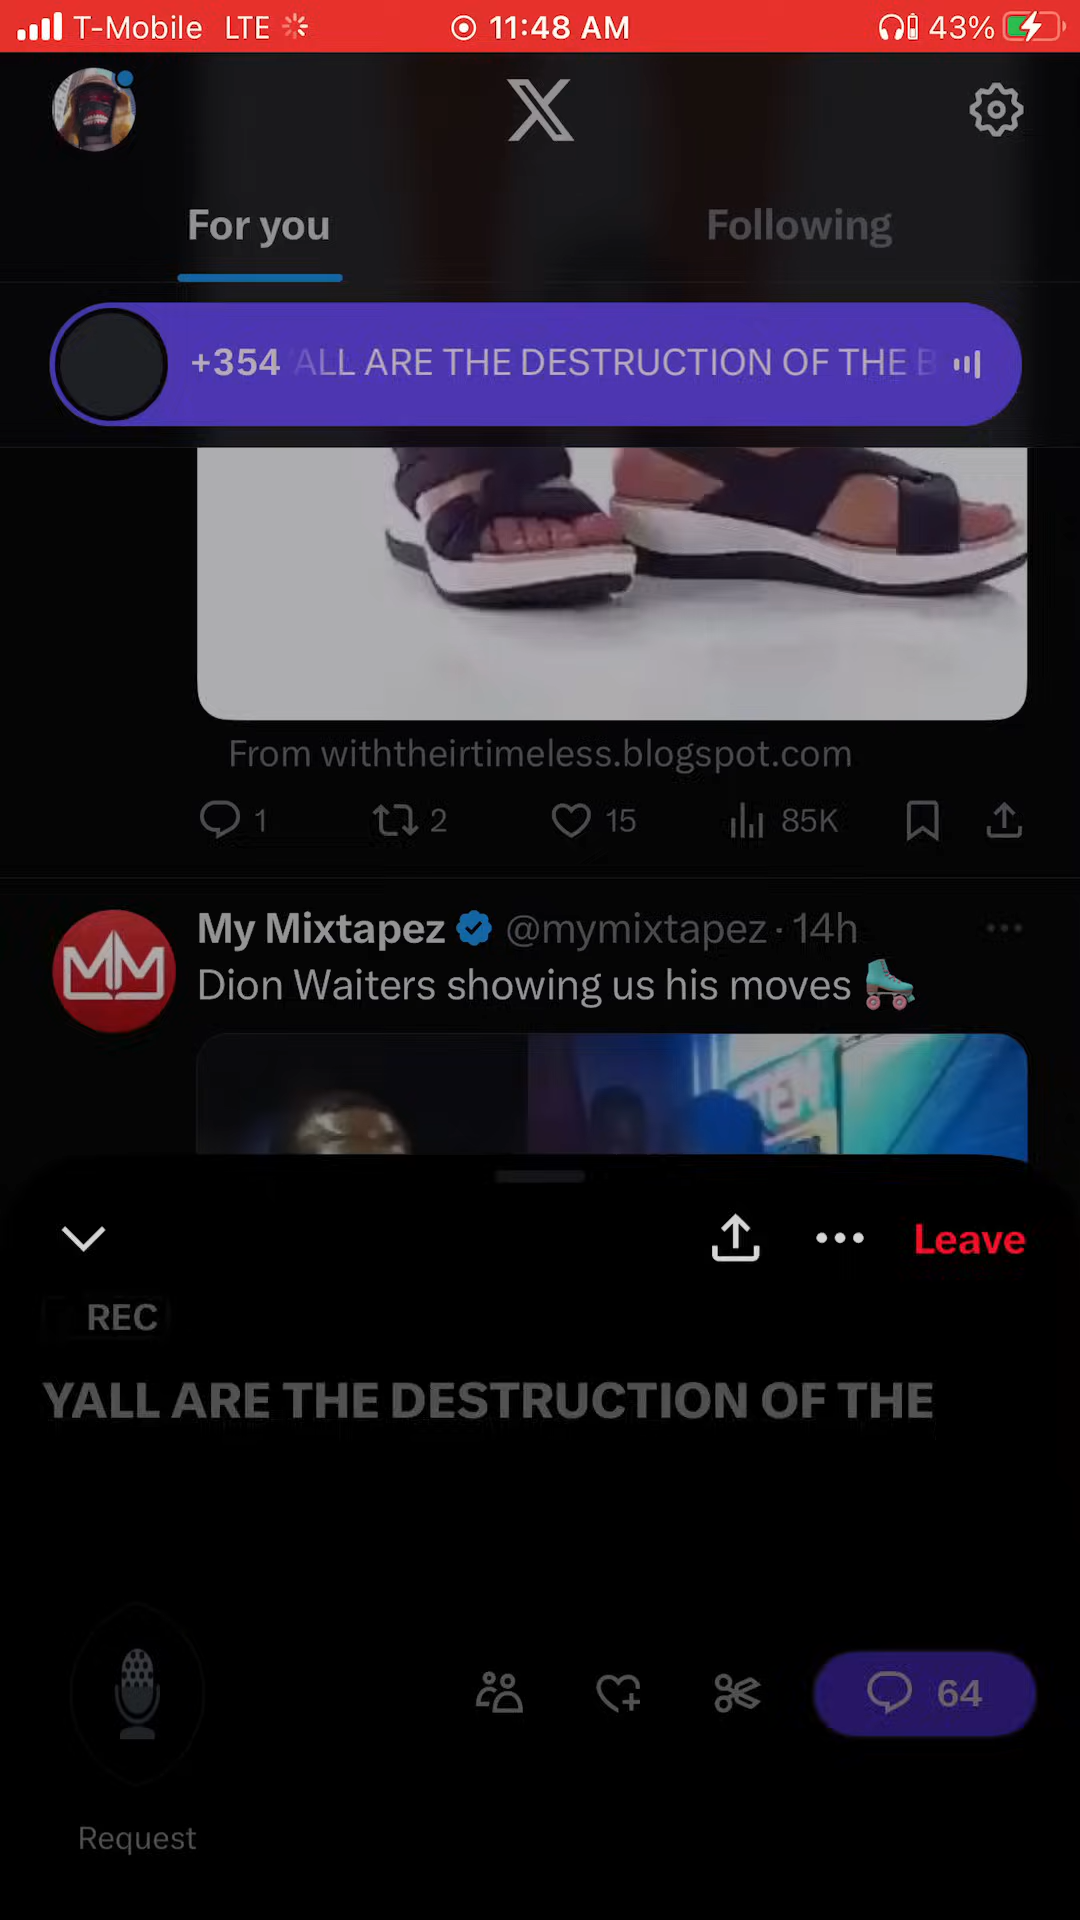 T-Mobile LTE 11:48 AM 43%
For you Following
+354 ALL ARE THE DESTRUCTION OF THE B
From withtheirtimeless.blogspot.com
1 2 15 85K
My Mixtapez @mymixtapez · 14h
Dion Waiters showing us his moves
Leave
REC
YALL ARE THE DESTRUCTION OF THE
64
Request